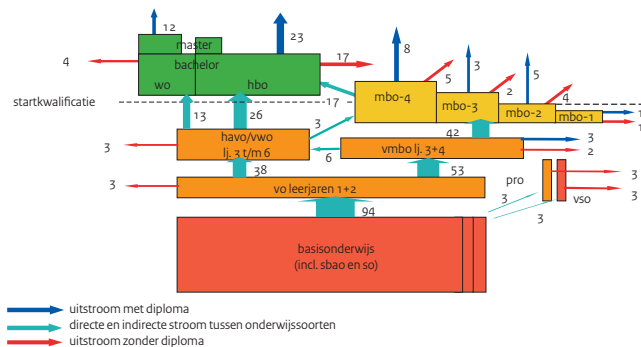 12
23
8
master
17
4
bachelor
5
3
5
wo
hbo
mbo-4
2
4
mbo-3
startkwalificatie
17
mbo-2
mbo-1
1
13
26
3
1
havo/vwo
lj. 3 t/m 6
42
3
3
6
vmbo lj. 3+4
2
38
53
3
vo leerjaren 1+2
pro
3
vso
3
3
94
3
basisonderwijs
(incl. sbao en so)
uitstroom met diploma
directe en indirecte stroom tussen onderwijssoorten
uitstroom zonder diploma